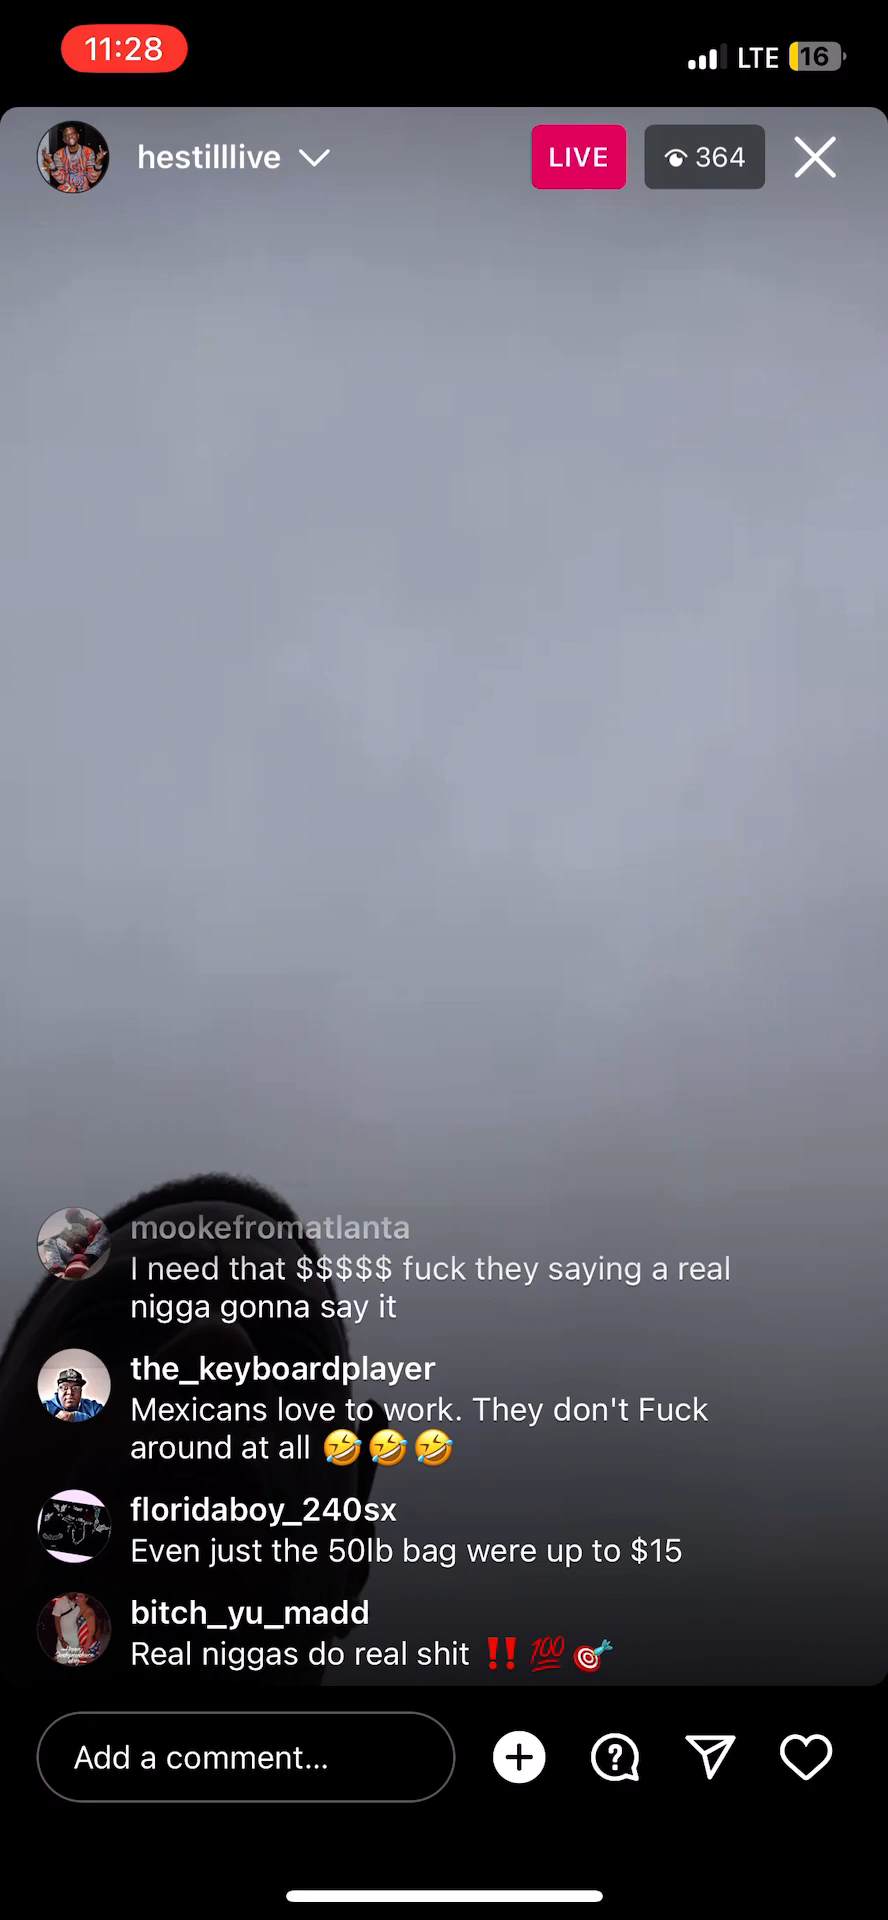 11:28
LTE 16
hestilllive
LIVE
364
mookefromatlanta
I need that $$$$$ fuck they saying a real
nigga gonna say it
the_keyboardplayer
Mexicans love to work. They don't Fuck
around at all 🤣🤣🤣
floridaboy_240sx
Even just the 50lb bag were up to $15
bitch_yu_madd
Real niggas do real shit ‼️💯🎯
Add a comment...